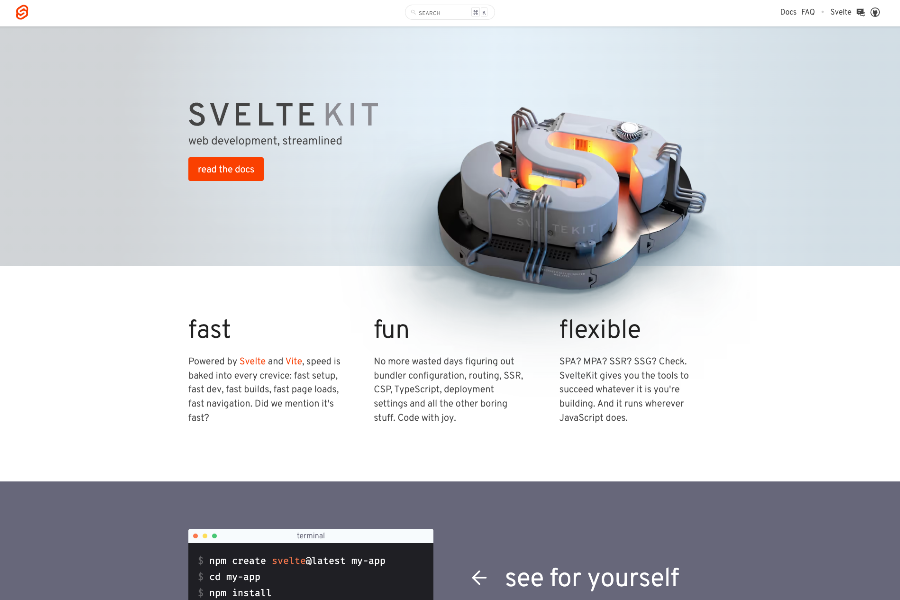 SEARCH ⌘ K
Docs FAQ • Svelte
SVELTEKIT
web development, streamlined
read the docs
SVELTEKIT
fast
Powered by Svelte and Vite, speed is
baked into every crevice: fast setup,
fast dev, fast builds, fast page loads,
fast navigation. Did we mention it's
fast?
fun
No more wasted days figuring out
bundler configuration, routing, SSR,
CSP, TypeScript, deployment
settings and all the other boring
stuff. Code with joy.
flexible
SPA? MPA? SSR? SSG? Check.
SvelteKit gives you the tools to
succeed whatever it is you're
building. And it runs wherever
JavaScript does.
terminal
$ npm create svelte@latest my-app
$ cd my-app
$ npm install
← see for yourself